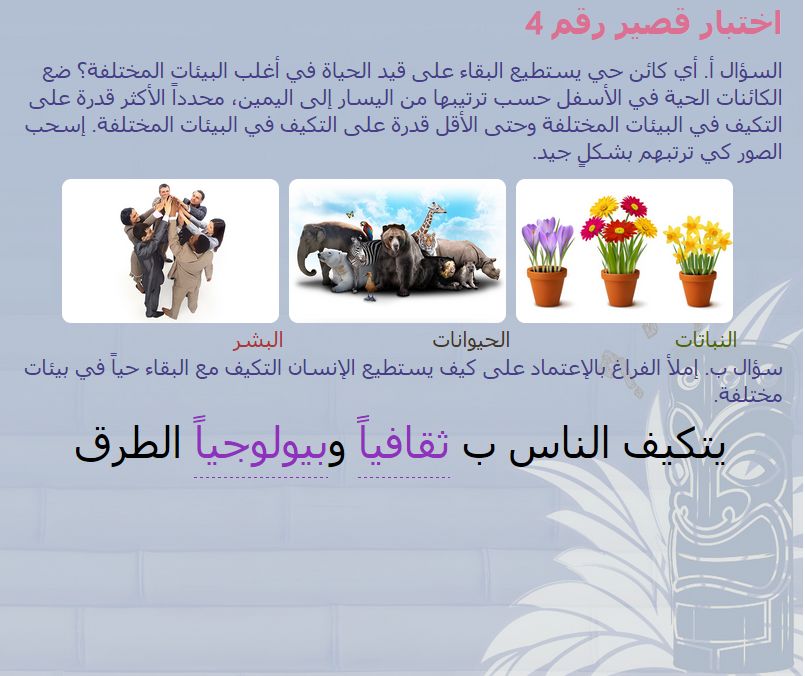 اختبار قصير رقم 4
السؤال أ. أي كائن حي يستطيع البقاء على قيد الحياة في أغلب البيئات المختلفة؟ ضع
الكائنات الحية في الأسفل حسب ترتيبها من اليسار إلى اليمين، محدداً الأكثر قدرة على
التكيف في البيئات المختلفة وحتى الأقل قدرة على التكيف في البيئات المختلفة. إسحب
الصور كي ترتبهم بشكلٍ جيد.
النباتات الحيوانات البشر
سؤال ب. إملأ الفراغ بالإعتماد على كيف يستطيع الإنسان التكيف مع البقاء حياً في بيئات
مختلفة.
يتكيف الناس ب ثقافياً وبيولوجياً الطرق